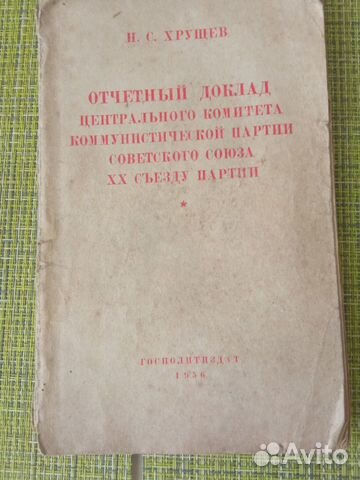 Н. С. ХРУЩЕВ
ОТЧЕТНЫЙ ДОКЛАД
ЦЕНТРАЛЬНОГО КОМИТЕТА
КОММУНИСТИЧЕСКОЙ ПАРТИИ
СОВЕТСКОГО СОЮЗА
XX СЪЕЗДУ ПАРТИИ
ГОСПОЛИТИЗДАТ
1956
Avito